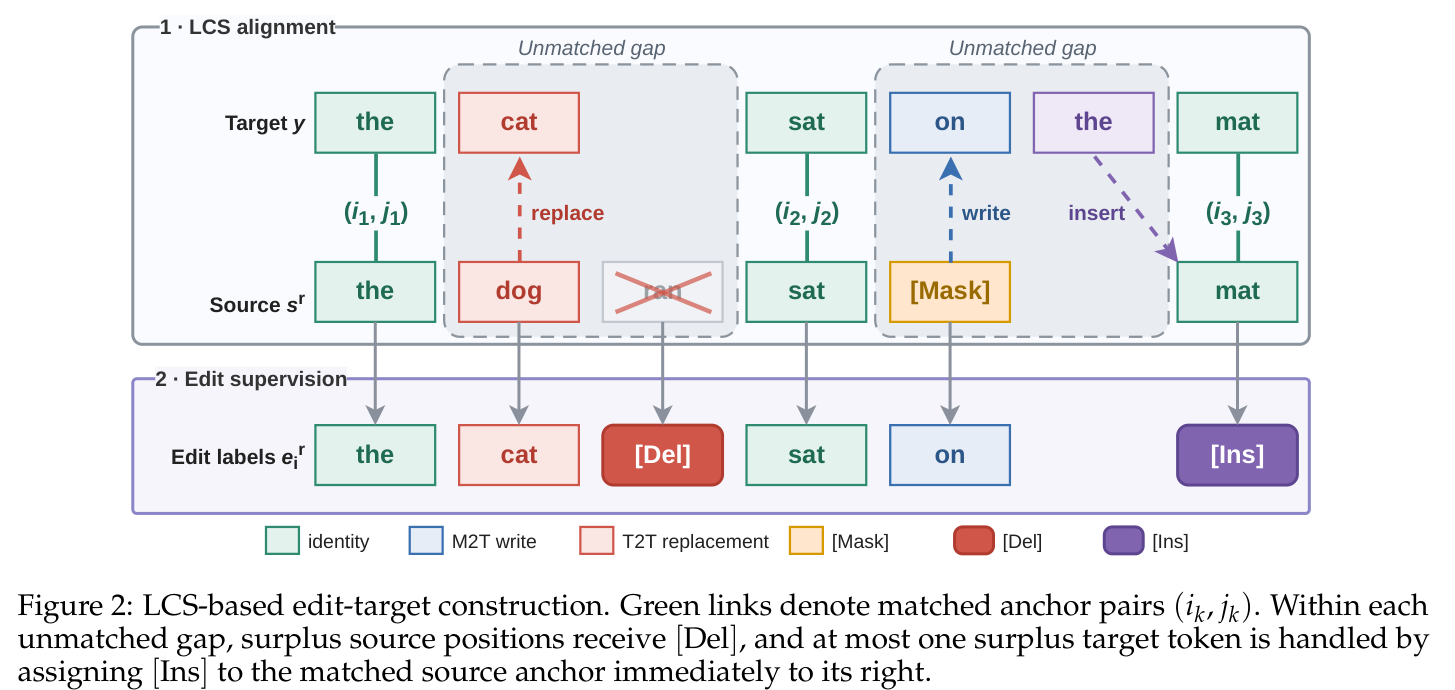 1 · LCS alignment
Unmatched gap Unmatched gap
Target y the cat sat on the mat
(i1, j1) replace (i2, j2) write insert (i3, j3)
Source sr the dog ran sat [Mask] mat
2 · Edit supervision
Edit labels eir the cat [Del] sat on [Ins]
identity M2T write T2T replacement [Mask] [Del] [Ins]
Figure 2: LCS-based edit-target construction. Green links denote matched anchor pairs (ik, jk). Within each
unmatched gap, surplus source positions receive [Del], and at most one surplus target token is handled by
assigning [Ins] to the matched source anchor immediately to its right.